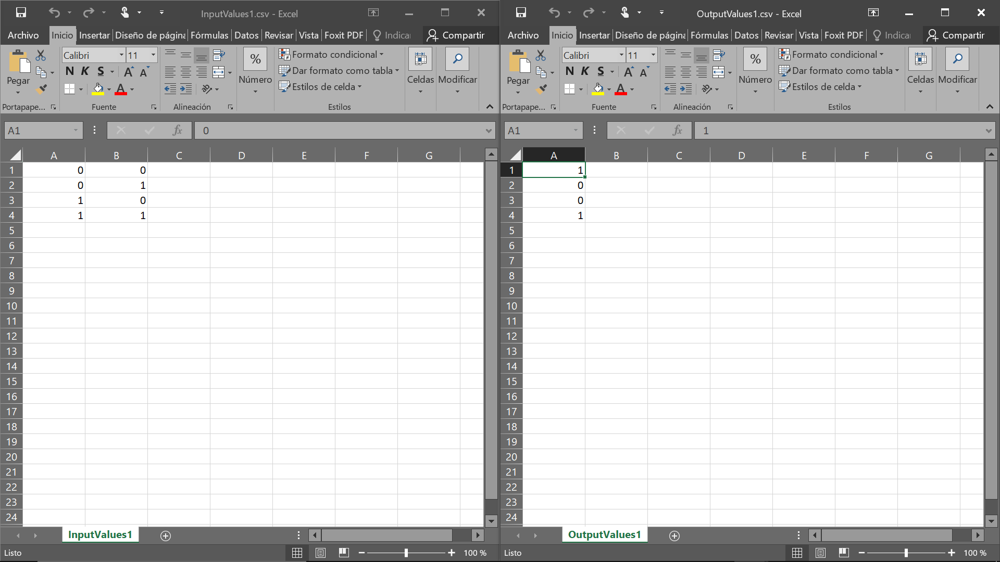 InputValues1.csv - Excel
Archivo Inicio Insertar Diseño de página Fórmulas Datos Revisar Vista Foxit PDF Indica Compartir
Calibri 11 % Formato condicional
N K S A A Dar formato como tabla
Pegar Número Celdas Modificar
A Estilos de celda
Portapape... Fuente Alineación Estilos
A1 fx 0
A B C D E F G
1 0 0
2 0 1
3 1 0
4 1 1
5
6
7
8
9
10
11
12
13
14
15
16
17
18
19
20
21
22
23
24
InputValues1
Listo 100 %
OutputValues1.csv - Excel
Archivo Inicio Insertar Diseño de página Fórmulas Datos Revisar Vista Foxit PDF Indica Compartir
Calibri 11 % Formato condicional
N K S A A Dar formato como tabla
Pegar Número Celdas Modificar
A Estilos de celda
Portapape... Fuente Alineación Estilos
A1 fx 1
A B C D E F G
1 1
2 0
3 0
4 1
5
6
7
8
9
10
11
12
13
14
15
16
17
18
19
20
21
22
23
24
OutputValues1
Listo 100 %